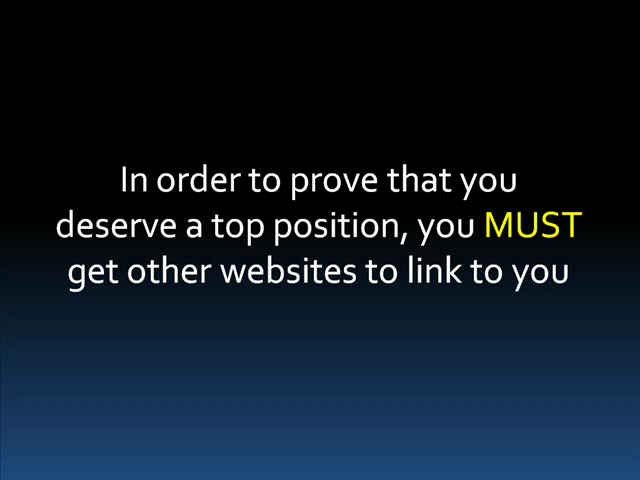 In order to prove that you
deserve a top position, you MUST
get other websites to link to you